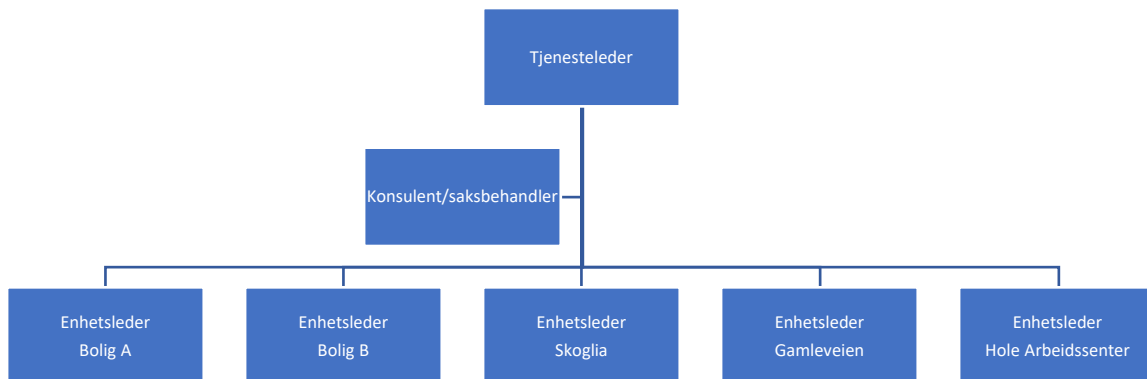 Tjenesteleder
Konsulent/saksbehandler
Enhetsleder
Bolig A
Enhetsleder
Bolig B
Enhetsleder
Skoglia
Enhetsleder
Gamleveien
Enhetsleder
Hole Arbeidssenter